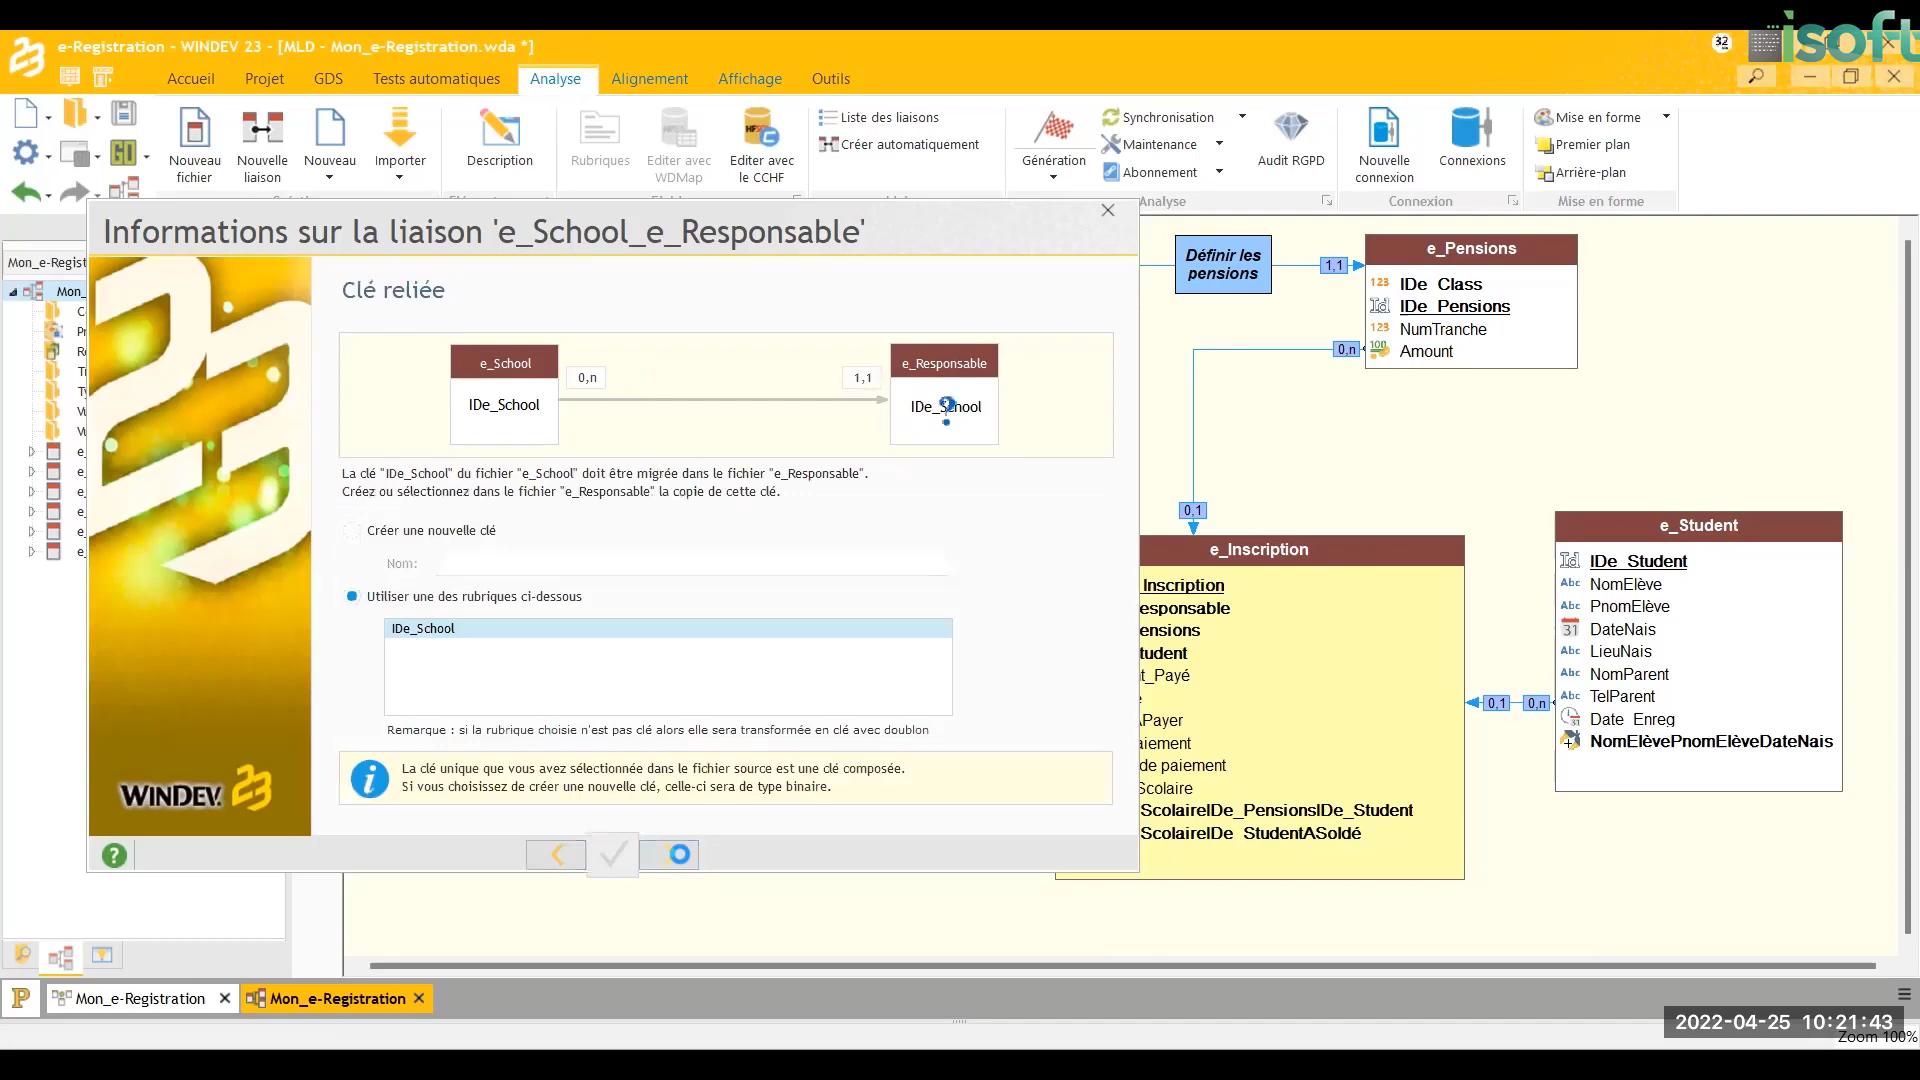 isoft
e-Registration - WINDEV 23 - [MLD - Mon_e-Registration.wda *]
32
Accueil
Projet
GDS
Tests automatiques
Analyse
Alignement
Affichage
Outils
Nouveau
fichier
Nouvelle
liaison
Nouveau
Importer
Description
Rubriques
Editer avec
WDMap
Editer avec
le CCHF
Liste des liaisons
Créer automatiquement
Génération
Synchronisation
Maintenance
Abonnement
Audit RGPD
Nouvelle
connexion
Connexions
Mise en forme
Premier plan
Arrière-plan
Analyse
Connexion
Mise en forme
Informations sur la liaison 'e_School_e_Responsable'
Mon_e-Regist
Mon_
Clé reliée
e_School
0,n
1,1
e_Responsable
IDe_School
IDe_School
La clé "IDe_School" du fichier "e_School" doit être migrée dans le fichier "e_Responsable".
Créez ou sélectionnez dans le fichier "e_Responsable" la copie de cette clé.
Créer une nouvelle clé
Nom:
Utiliser une des rubriques ci-dessous
IDe_School
Remarque : si la rubrique choisie n'est pas clé alors elle sera transformée en clé avec doublon
La clé unique que vous avez sélectionnée dans le fichier source est une clé composée.
Si vous choisissez de créer une nouvelle clé, celle-ci sera de type binaire.
WINDEV 23
Définir les
pensions
1,1
e_Pensions
IDe_Class
IDe_Pensions
NumTranche
Amount
0,n
0,1
e_Inscription
Inscription
esponsable
ensions
tudent
t_Payé
APayer
aiement
de paiement
Scolaire
ScolaireIDe_PensionsIDe_Student
ScolaireIDe_StudentASoldé
0,1
0,n
e_Student
IDe_Student
NomElève
PnomElève
DateNais
LieuNais
NomParent
TelParent
Date_Enreg
NomElèvePnomElèveDateNais
Mon_e-Registration
Mon_e-Registration
2022-04-25 10:21:43
Zoom 100%